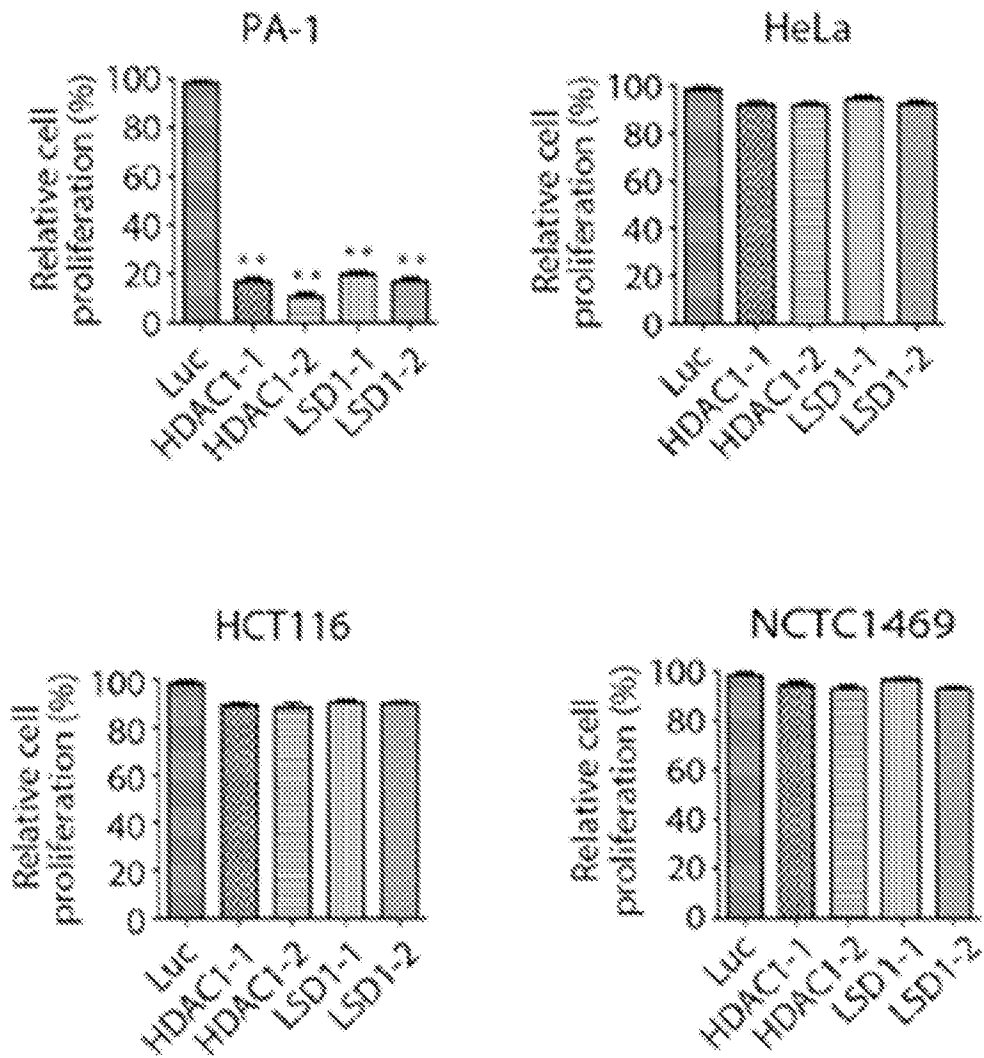 PA-1
Relative cell
proliferation (%)
100
80
60
40
20
0
**
**
**
**
Luc
HDAC1-1
HDAC1-2
LSD1-1
LSD1-2
HeLa
Relative cell
proliferation (%)
100
80
60
40
20
0
Luc
HDAC1-1
HDAC1-2
LSD1-1
LSD1-2
HCT116
Relative cell
proliferation (%)
100
80
60
40
20
0
Luc
HDAC1-1
HDAC1-2
LSD1-1
LSD1-2
NCTC1469
Relative cell
proliferation (%)
100
80
60
40
20
0
Luc
HDAC1-1
HDAC1-2
LSD1-1
LSD1-2